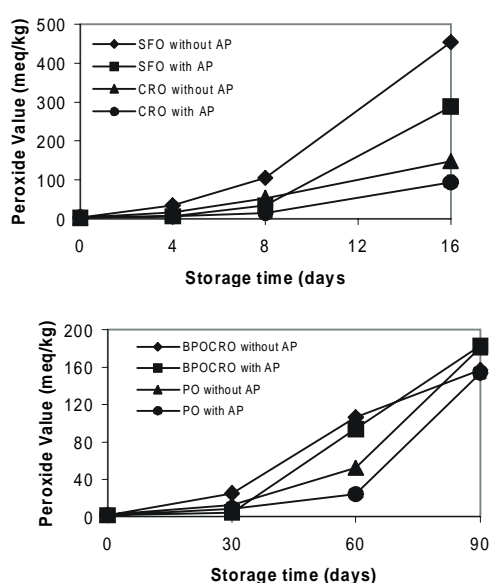 500
400
300
200
100
0
Peroxide Value (meq/kg)
SFO without AP
SFO with AP
CRO without AP
CRO with AP
0 4 8 12 16
Storage time (days
200
160
120
80
40
0
Peroxide Value (meq/kg)
BPOCRO without AP
BPOCRO with AP
PO without AP
PO with AP
0 30 60 90
Storage time (days)